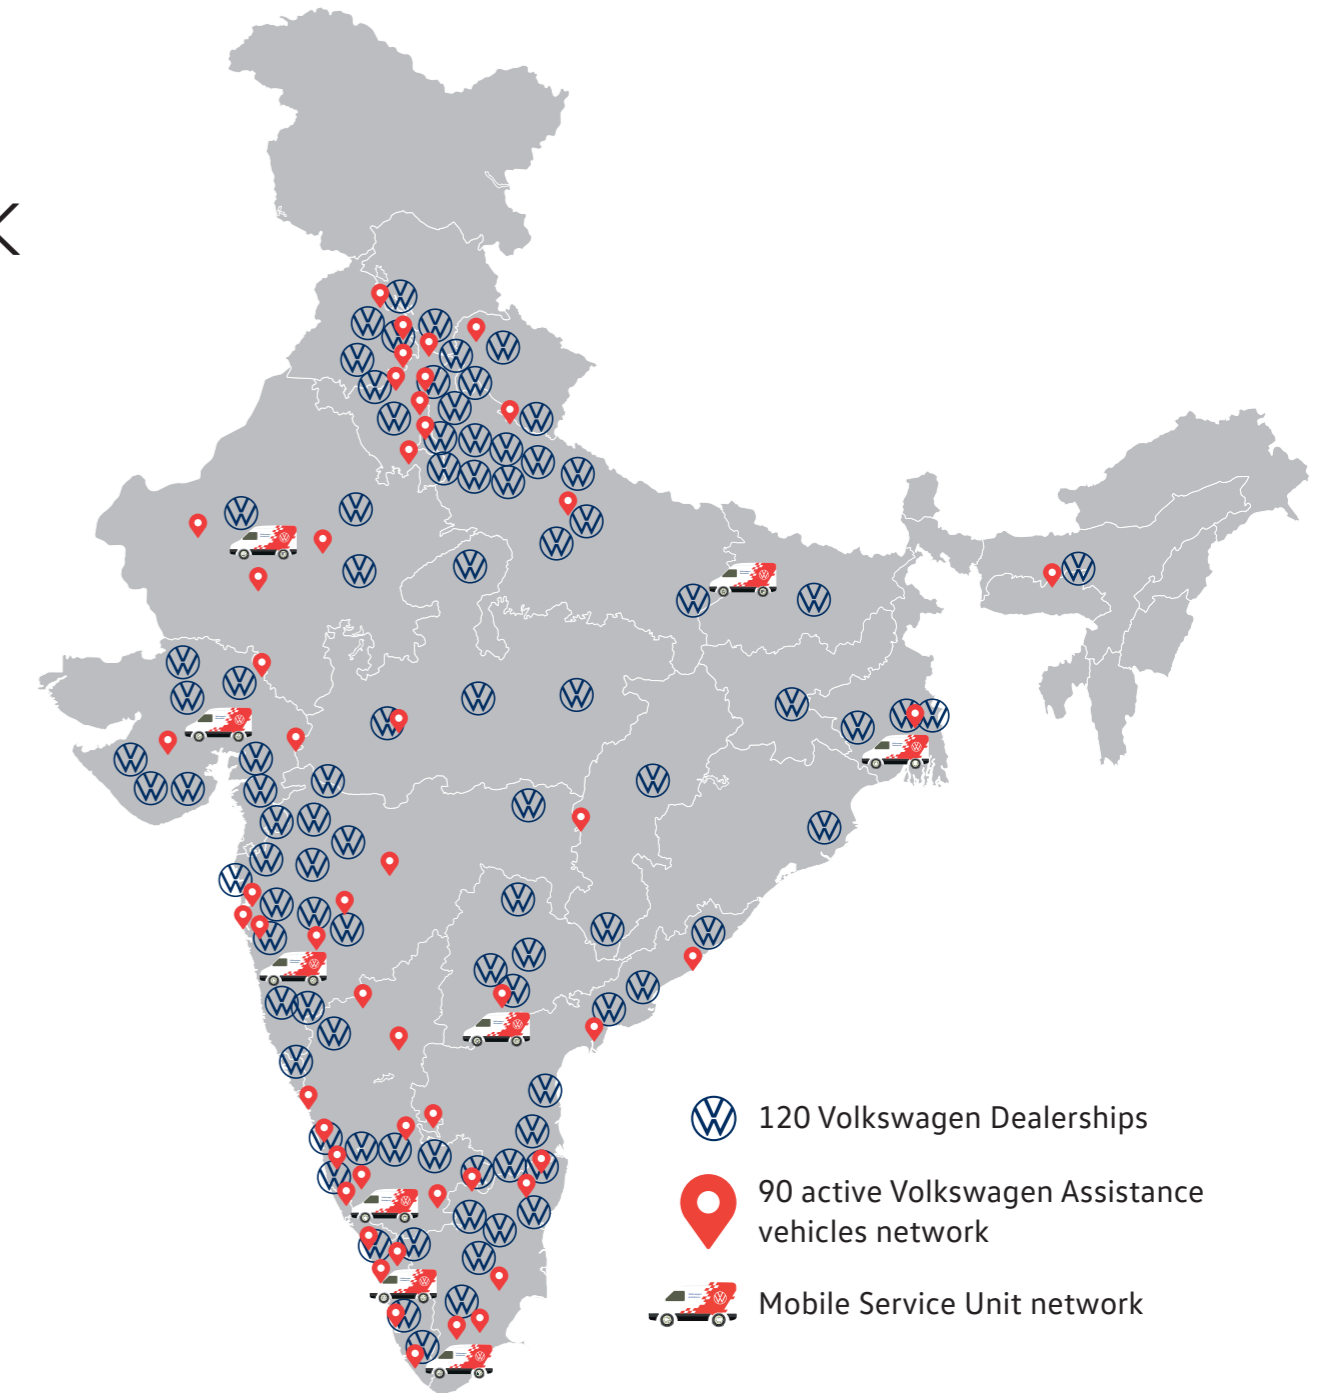 K
120 Volkswagen Dealerships
90 active Volkswagen Assistance
vehicles network
Mobile Service Unit network